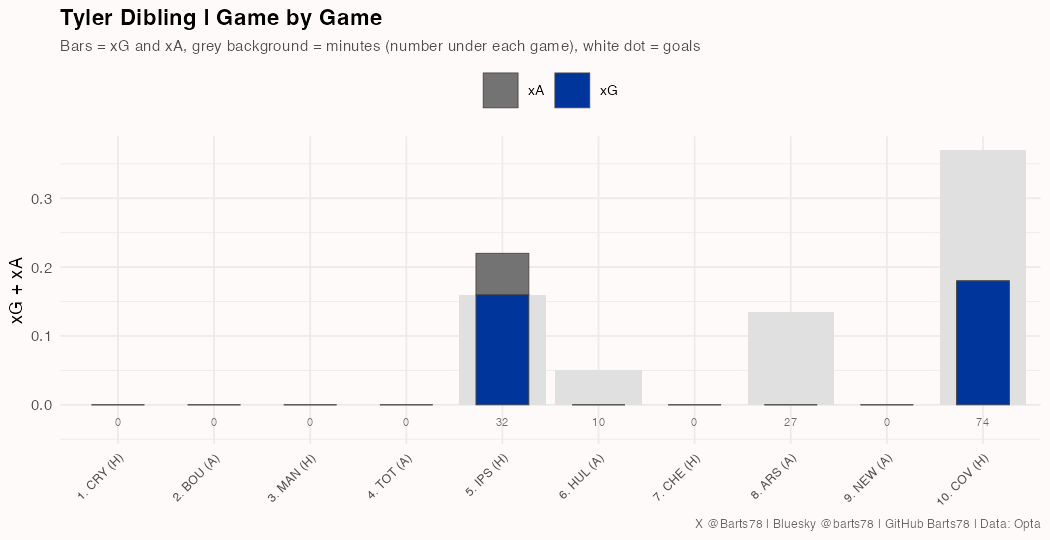 Tyler Dibling | Game by Game
Bars = xG and xA, grey background = minutes (number under each game), white dot = goals
xA xG
xG + xA
0.3
0.2
0.1
0.0
0 0 0 0 32 10 0 27 0 74
1. CRY (H) 2. BOU (A) 3. MAN (H) 4. TOT (A) 5. IPS (H) 6. HUL (A) 7. CHE (H) 8. ARS (A) 9. NEW (A) 10. COV (H)
X @Barts78 | Bluesky @barts78 | GitHub Barts78 | Data: Opta